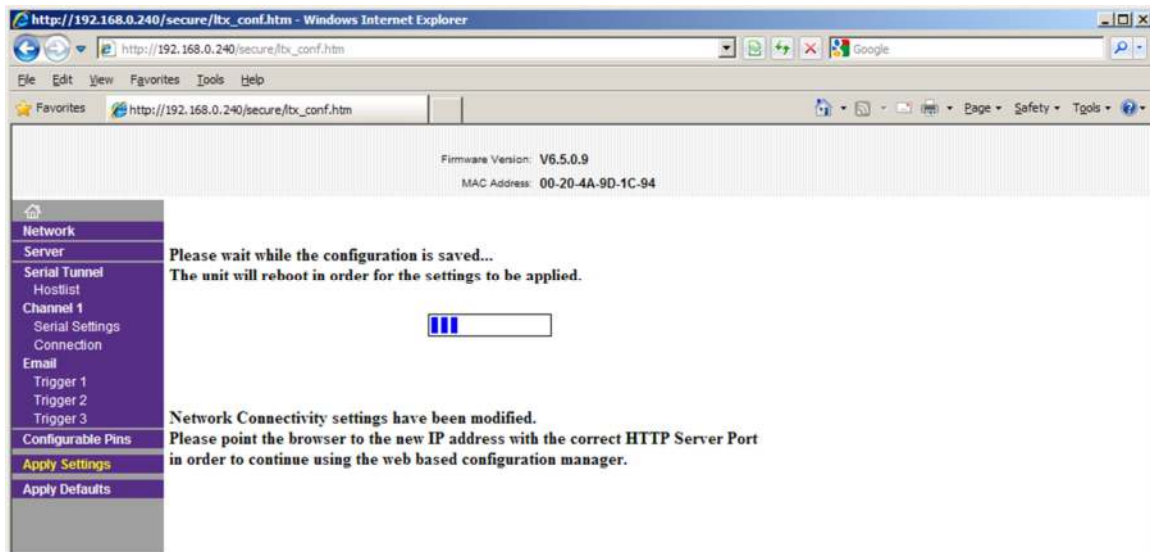 http://192.168.0.240/secure/ltx_conf.htm - Windows Internet Explorer
http://192.168.0.240/secure/ltx_conf.htm
Google
File Edit View Favorites Tools Help
Favorites
http://192.168.0.240/secure/ltx_conf.htm
Page
Safety
Tools
Firmware Version: V6.5.0.9
MAC Address: 00-20-4A-9D-1C-94
Network
Server
Serial Tunnel
Hostlist
Channel 1
Serial Settings
Connection
Email
Trigger 1
Trigger 2
Trigger 3
Configurable Pins
Apply Settings
Apply Defaults
Please wait while the configuration is saved...
The unit will reboot in order for the settings to be applied.
Network Connectivity settings have been modified.
Please point the browser to the new IP address with the correct HTTP Server Port
in order to continue using the web based configuration manager.